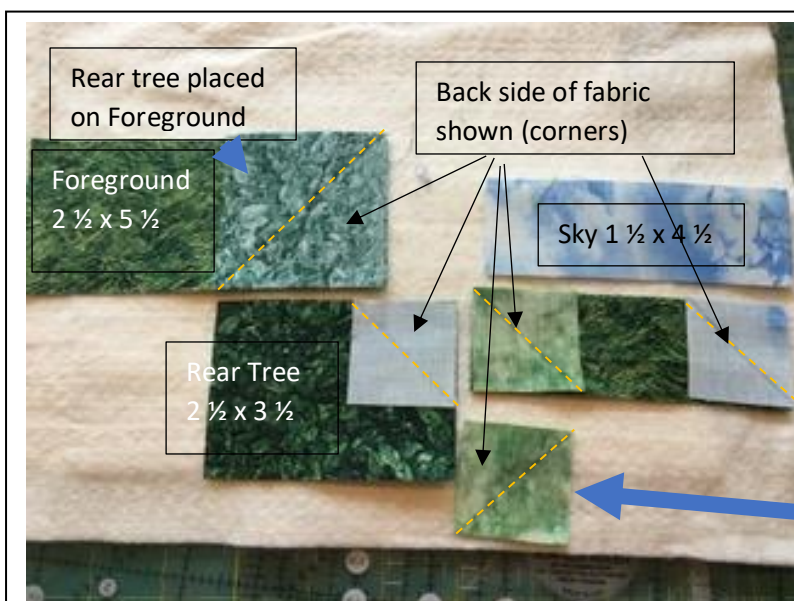 Rear tree placed
on Foreground
Back side of fabric
shown (corners)
Foreground
2 ½ x 5 ½
Sky 1 ½ x 4 ½
Rear Tree
2 ½ x 3 ½